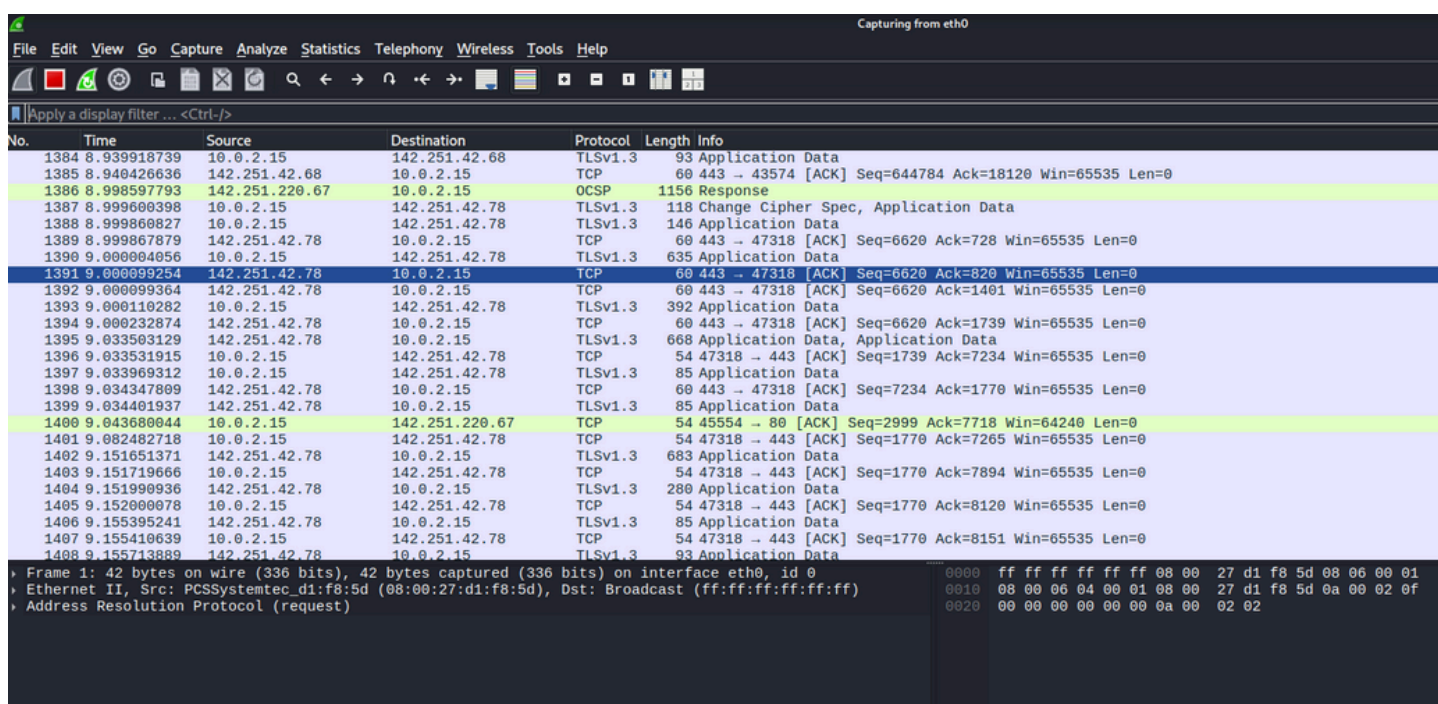 Capturing from eth0
File Edit View Go Capture Analyze Statistics Telephony Wireless Tools Help
Apply a display filter ... <Ctrl-/>
No. Time Source Destination Protocol Length Info
1384 8.939918739 10.0.2.15 142.251.42.68 TLSv1.3 93 Application Data
1385 8.940426636 142.251.42.68 10.0.2.15 TCP 60 443 → 43574 [ACK] Seq=644784 Ack=18120 Win=65535 Len=0
1386 8.998597793 142.251.220.67 10.0.2.15 OCSP 1156 Response
1387 8.999600398 10.0.2.15 142.251.42.78 TLSv1.3 118 Change Cipher Spec, Application Data
1388 8.999860827 10.0.2.15 142.251.42.78 TLSv1.3 146 Application Data
1389 8.999867879 142.251.42.78 10.0.2.15 TCP 60 443 → 47318 [ACK] Seq=6620 Ack=728 Win=65535 Len=0
1390 9.000004056 10.0.2.15 142.251.42.78 TLSv1.3 635 Application Data
1391 9.000099254 142.251.42.78 10.0.2.15 TCP 60 443 → 47318 [ACK] Seq=6620 Ack=820 Win=65535 Len=0
1392 9.000099364 142.251.42.78 10.0.2.15 TCP 60 443 → 47318 [ACK] Seq=6620 Ack=1401 Win=65535 Len=0
1393 9.000110282 10.0.2.15 142.251.42.78 TLSv1.3 392 Application Data
1394 9.000232874 142.251.42.78 10.0.2.15 TCP 60 443 → 47318 [ACK] Seq=6620 Ack=1739 Win=65535 Len=0
1395 9.033503129 142.251.42.78 10.0.2.15 TLSv1.3 668 Application Data, Application Data
1396 9.033531915 10.0.2.15 142.251.42.78 TCP 54 47318 → 443 [ACK] Seq=1739 Ack=7234 Win=65535 Len=0
1397 9.033969312 10.0.2.15 142.251.42.78 TLSv1.3 85 Application Data
1398 9.034347809 142.251.42.78 10.0.2.15 TCP 60 443 → 47318 [ACK] Seq=7234 Ack=1770 Win=65535 Len=0
1399 9.034401937 142.251.42.78 10.0.2.15 TLSv1.3 85 Application Data
1400 9.043680044 10.0.2.15 142.251.220.67 TCP 54 45554 → 80 [ACK] Seq=2999 Ack=7718 Win=64240 Len=0
1401 9.082482718 10.0.2.15 142.251.42.78 TCP 54 47318 → 443 [ACK] Seq=1770 Ack=7265 Win=65535 Len=0
1402 9.151651371 142.251.42.78 10.0.2.15 TLSv1.3 683 Application Data
1403 9.151719666 10.0.2.15 142.251.42.78 TCP 54 47318 → 443 [ACK] Seq=1770 Ack=7894 Win=65535 Len=0
1404 9.151990936 142.251.42.78 10.0.2.15 TLSv1.3 280 Application Data
1405 9.152000078 10.0.2.15 142.251.42.78 TCP 54 47318 → 443 [ACK] Seq=1770 Ack=8120 Win=65535 Len=0
1406 9.155395241 142.251.42.78 10.0.2.15 TLSv1.3 85 Application Data
1407 9.155410639 10.0.2.15 142.251.42.78 TCP 54 47318 → 443 [ACK] Seq=1770 Ack=8151 Win=65535 Len=0
1408 9.155713889 142.251.42.78 10.0.2.15 TLSv1.3 93 Application Data
Frame 1: 42 bytes on wire (336 bits), 42 bytes captured (336 bits) on interface eth0, id 0
Ethernet II, Src: PCSSystemtec_d1:f8:5d (08:00:27:d1:f8:5d), Dst: Broadcast (ff:ff:ff:ff:ff:ff)
Address Resolution Protocol (request)
0000 ff ff ff ff ff ff 08 00 27 d1 f8 5d 08 06 00 01
0010 08 00 06 04 00 01 08 00 27 d1 f8 5d 0a 00 02 0f
0020 00 00 00 00 00 00 0a 00 02 02